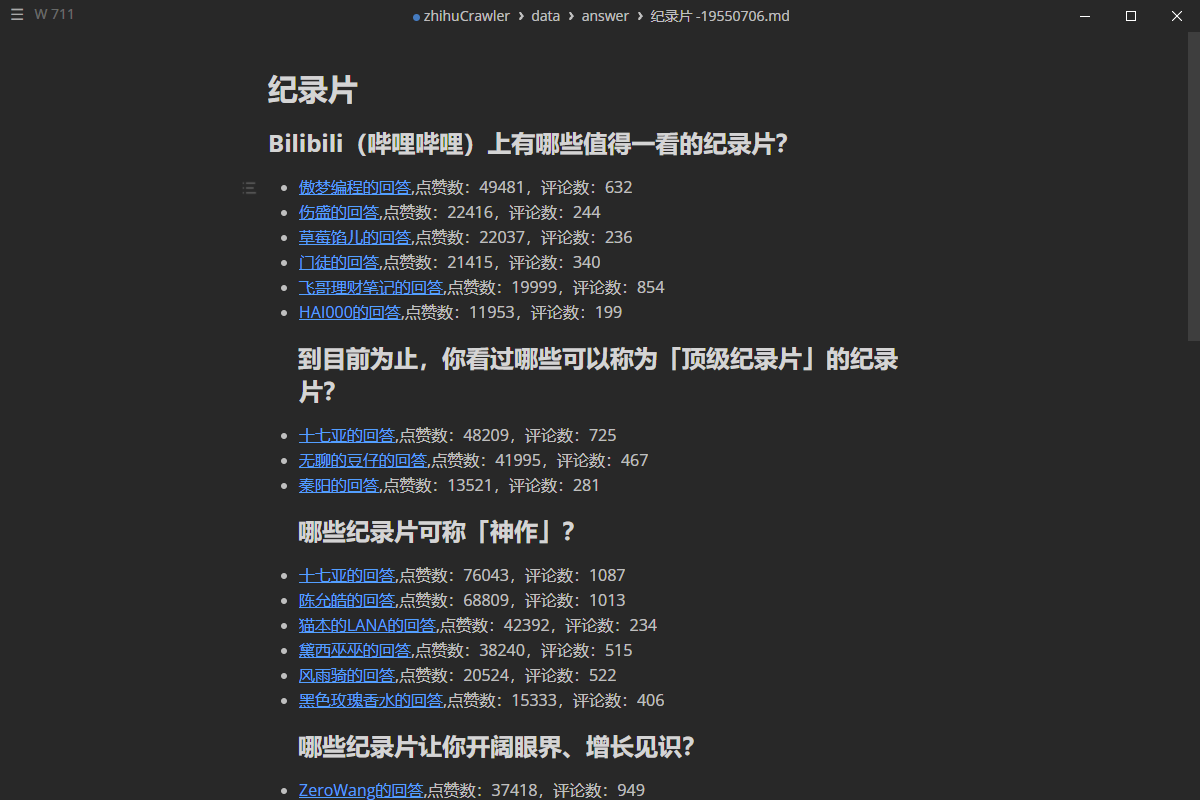 W 711
zhihuCrawler › data › answer › 纪录片 -19550706.md
纪录片
Bilibili（哔哩哔哩）上有哪些值得一看的纪录片？
傲梦编程的回答,点赞数：49481，评论数：632
伤盛的回答,点赞数：22416，评论数：244
草莓馅儿的回答,点赞数：22037，评论数：236
门徒的回答,点赞数：21415，评论数：340
飞哥理财笔记的回答,点赞数：19999，评论数：854
HAI000的回答,点赞数：11953，评论数：199
到目前为止，你看过哪些可以称为「顶级纪录片」的纪录
片？
十七亚的回答,点赞数：48209，评论数：725
无聊的豆仔的回答,点赞数：41995，评论数：467
秦阳的回答,点赞数：13521，评论数：281
哪些纪录片可称「神作」？
十七亚的回答,点赞数：76043，评论数：1087
陈允皓的回答,点赞数：68809，评论数：1013
猫本的LANA的回答,点赞数：42392，评论数：234
黛西巫巫的回答,点赞数：38240，评论数：515
风雨骑的回答,点赞数：20524，评论数：522
黑色玫瑰香水的回答,点赞数：15333，评论数：406
哪些纪录片让你开阔眼界、增长见识？
ZeroWang的回答,点赞数：37418，评论数：949